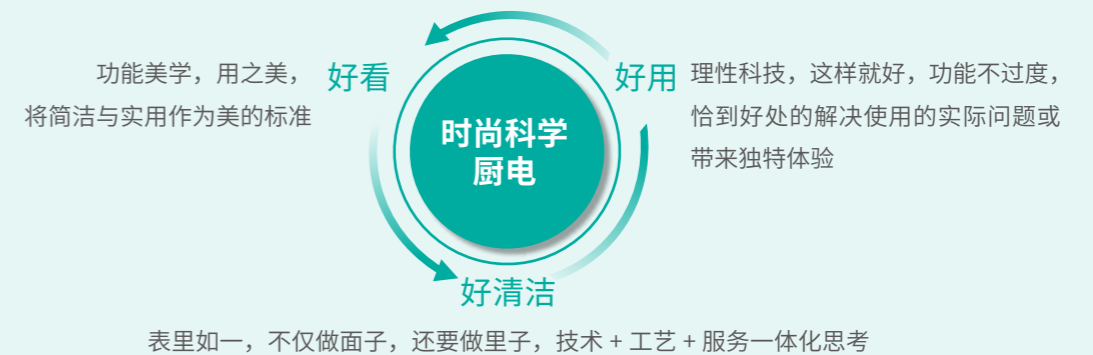 功能美学，用之美，
将简洁与实用作为美的标准
好看
时尚科学
厨电
好用
理性科技，这样就好，功能不过度，
恰到好处的解决使用的实际问题或
带来独特体验
好清洁
表里如一，不仅做面子，还要做里子，技术 + 工艺 + 服务一体化思考